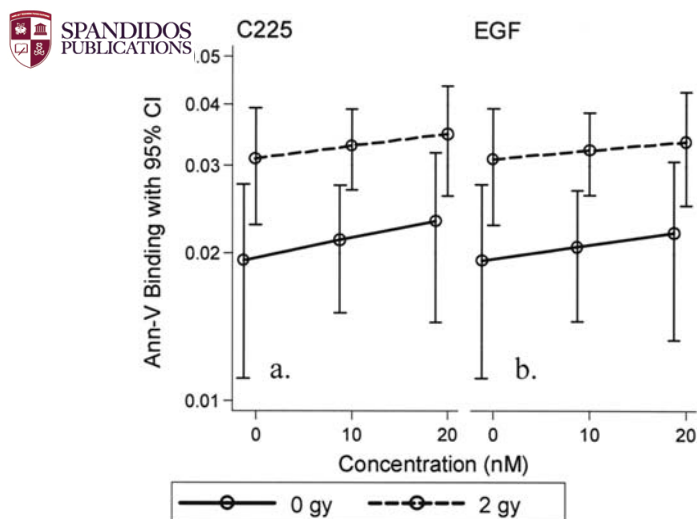 SPANDIDOS
PUBLICATIONS
C225
EGF
0.05
0.04
0.03
0.02
0.01
Ann-V Binding with 95% CI
a.
b.
0
10
20
0
10
20
Concentration (nM)
0 gy
2 gy